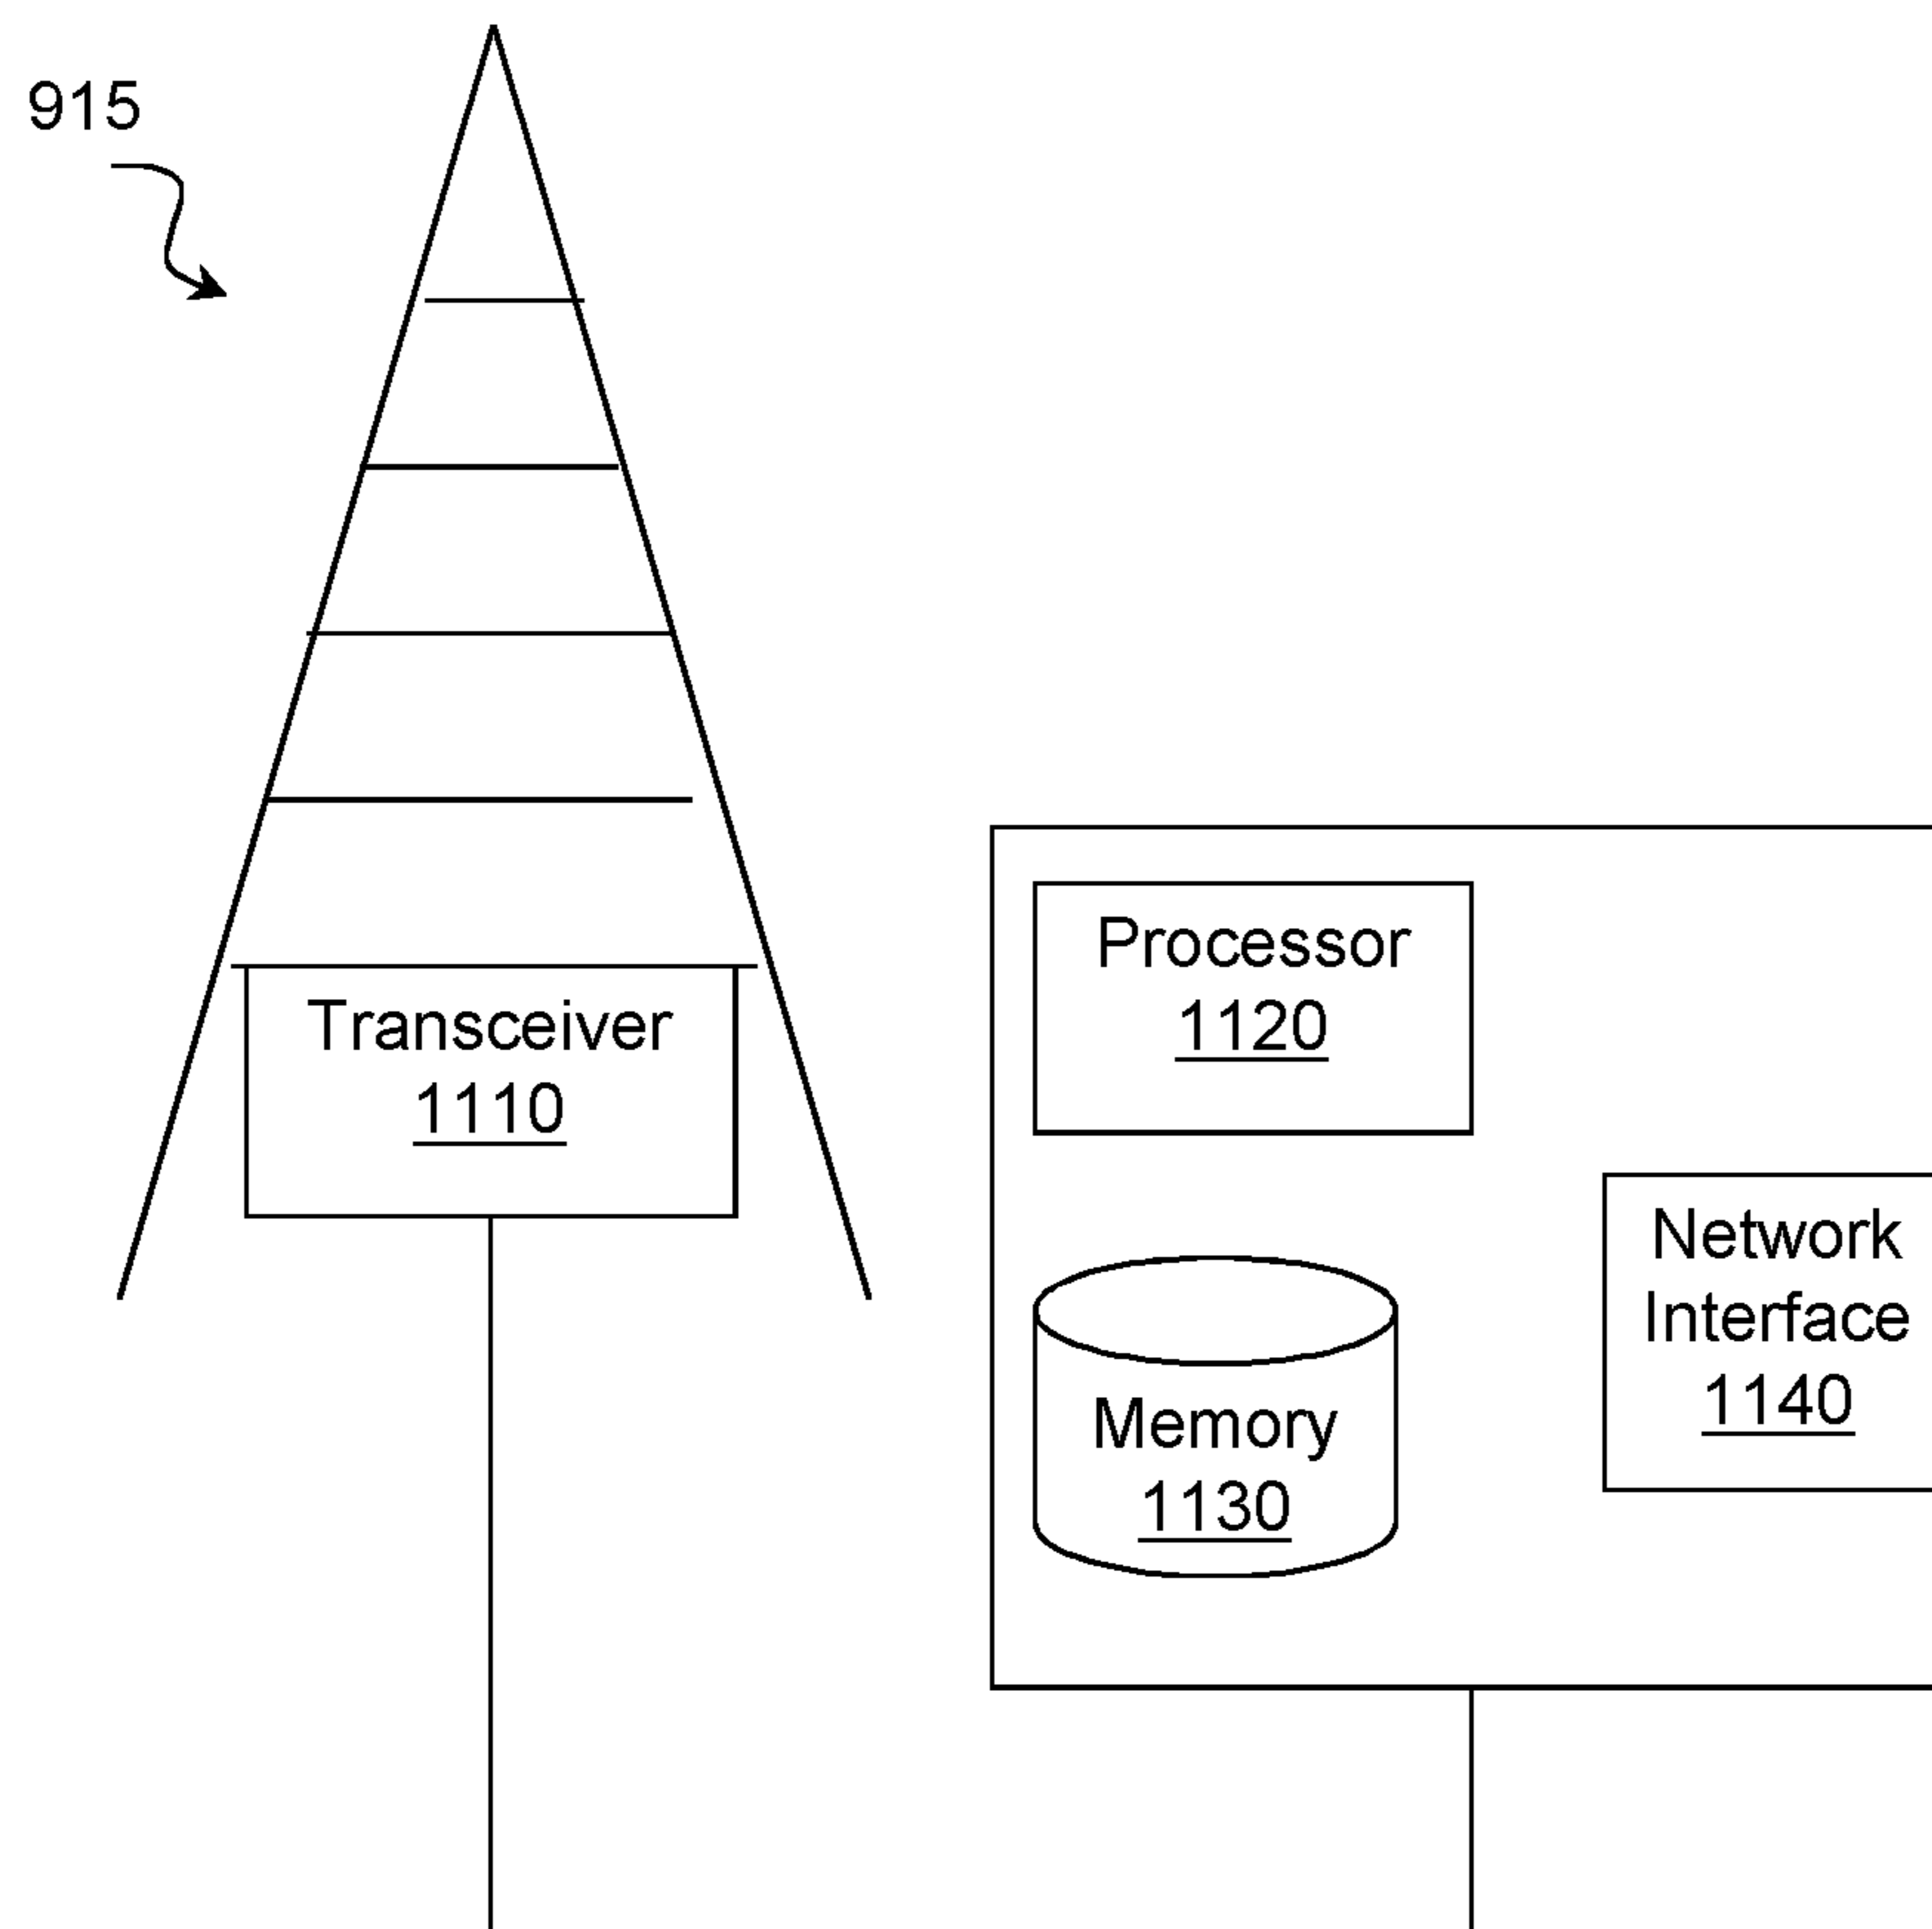 915
Transceiver
1110
Processor
1120
Memory
1130
Network
Interface
1140